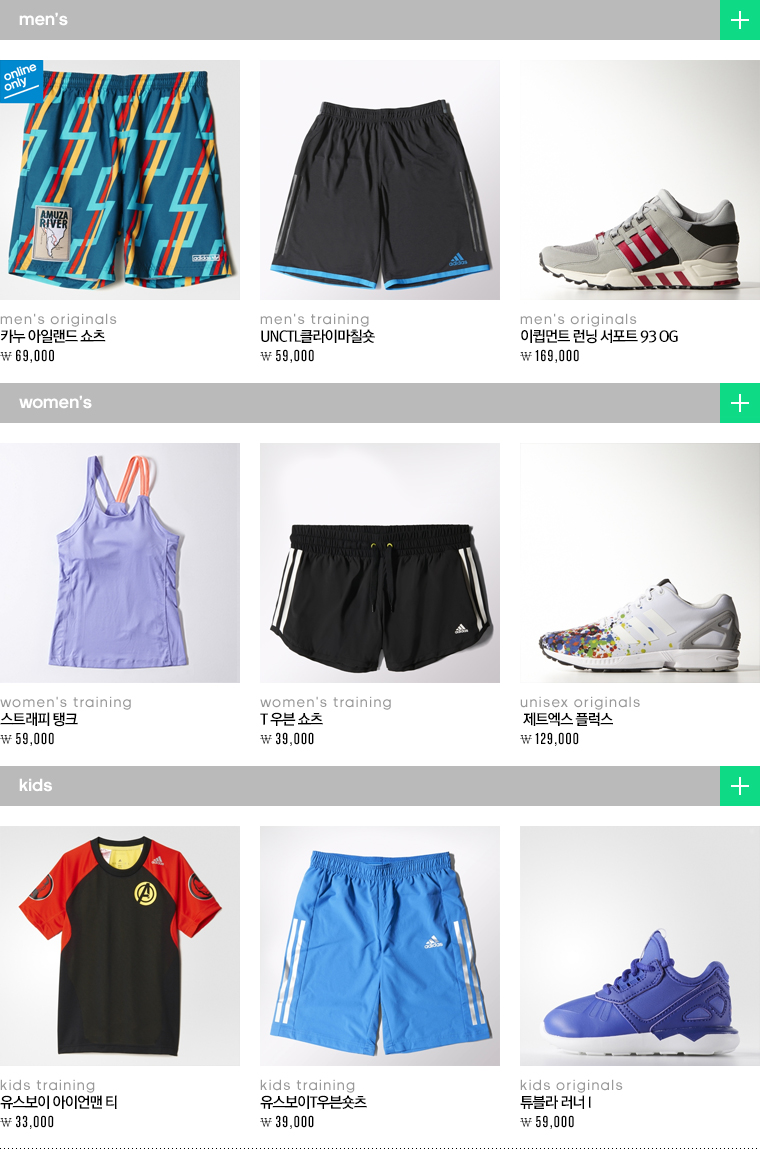 men's
online
only
AMUZA
RIVER
adidas
adidas
men's originals
men's training
men's originals
카누 아일랜드 쇼츠
UNCTL클라이마칠숏
이큅먼트 런닝 서포트 93 OG
₩ 69,000
₩ 59,000
₩ 169,000
women's
adidas
women's training
women's training
unisex originals
스트래피 탱크
T 우븐 쇼츠
제트엑스 플럭스
₩ 59,000
₩ 39,000
₩ 129,000
kids
adidas
adidas
kids training
kids training
kids originals
유스보이 아이언맨 티
유스보이T우븐숏츠
튜블라 러너 I
₩ 33,000
₩ 39,000
₩ 59,000